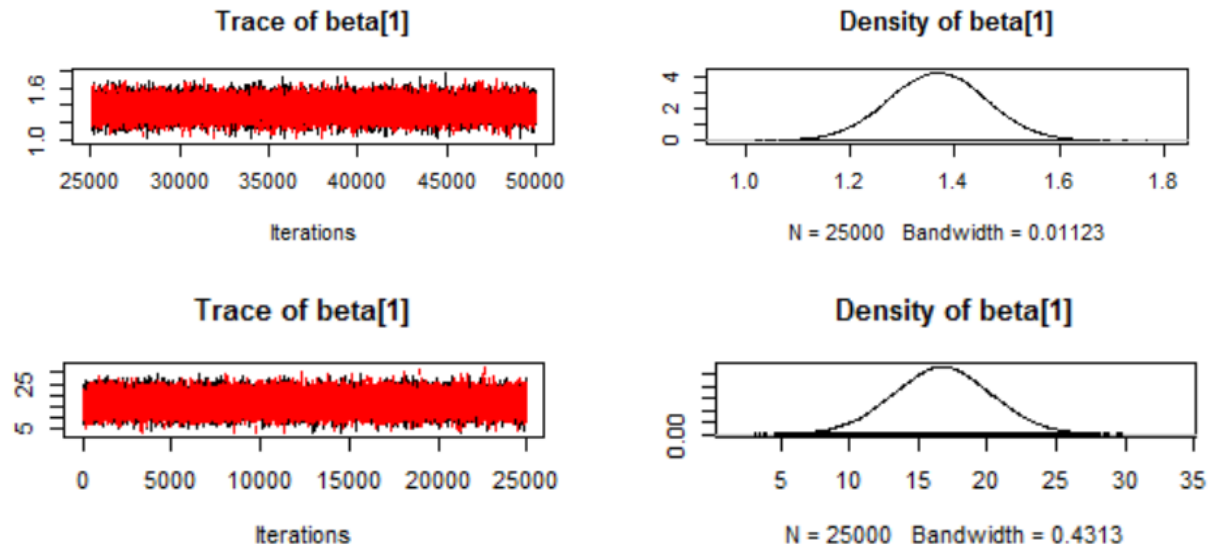 Trace of beta[1]
Density of beta[1]
1.0 1.6
0 2 4
25000 30000 35000 40000 45000 50000
1.0 1.2 1.4 1.6 1.8
Iterations
N = 25000 Bandwidth = 0.01123
Trace of beta[1]
Density of beta[1]
5 25
0.00
0 5000 10000 15000 20000 25000
5 10 15 20 25 30 35
Iterations
N = 25000 Bandwidth = 0.4313